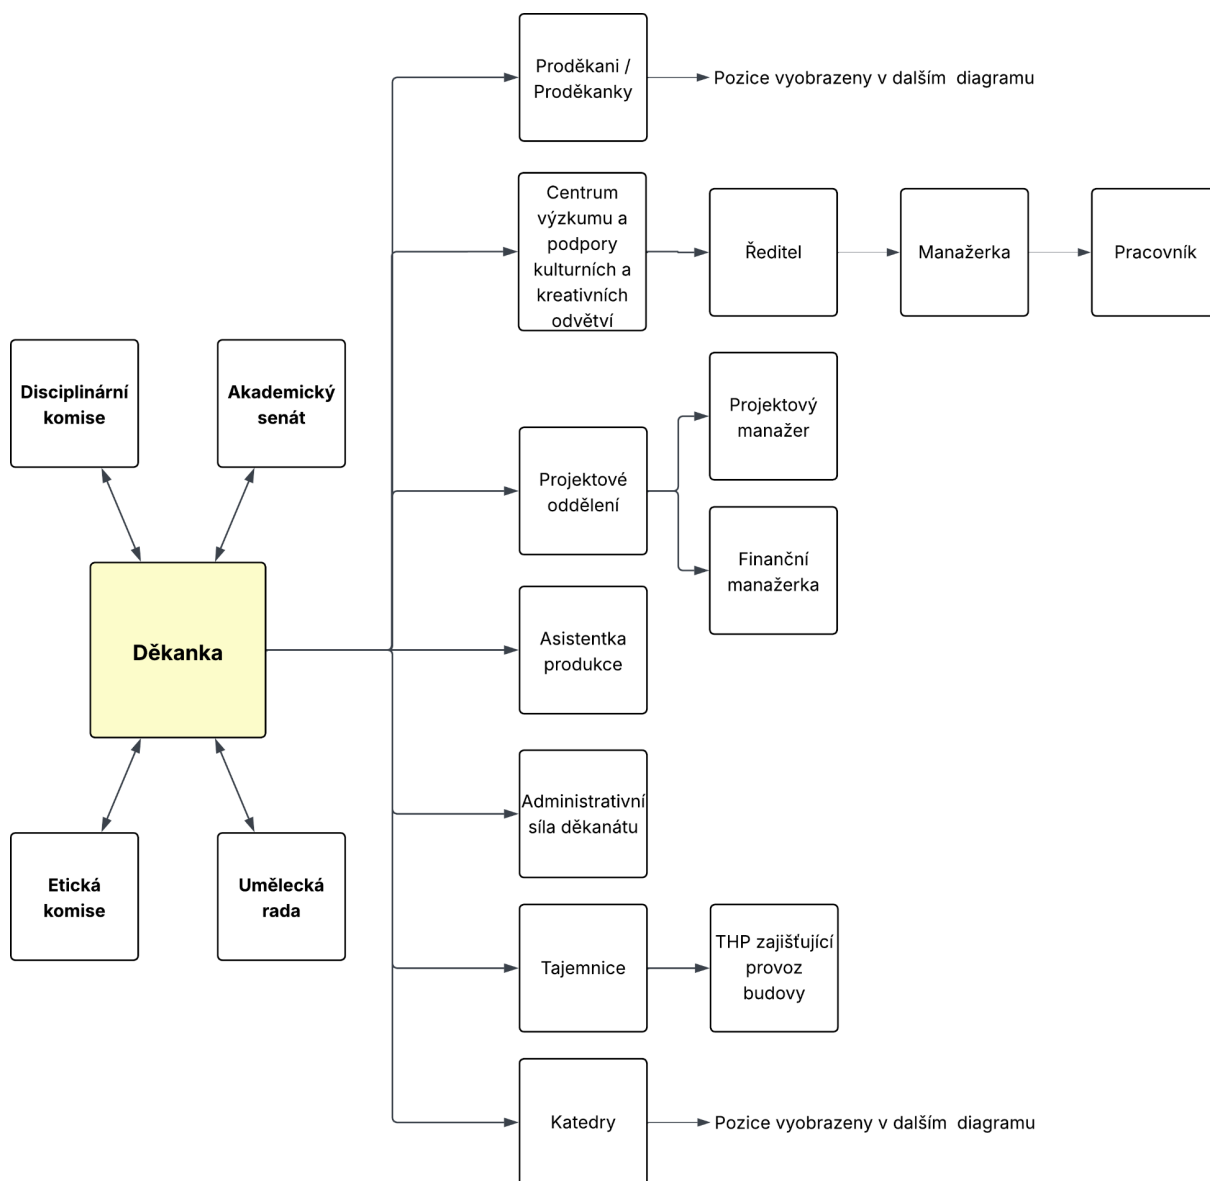 Proděkani /
Proděkanky
Pozice vyobrazeny v dalším  diagramu
Centrum
výzkumu a
podpory
kulturních a
kreativních
odvětví
Ředitel
Manažerka
Pracovník
Disciplinární
komise
Akademický
senát
Projektové
oddělení
Projektový
manažer
Finanční
manažerka
Děkanka
Asistentka
produkce
Administrativní
síla děkanátu
Etická
komise
Umělecká
rada
Tajemnice
THP zajišťující
provoz
budovy
Katedry
Pozice vyobrazeny v dalším  diagramu